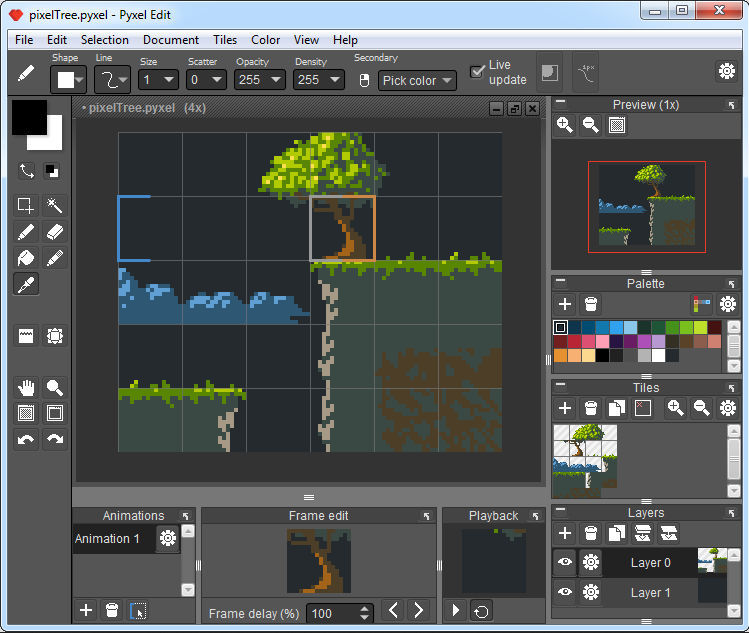 pixelTree.pyxel - Pyxel Edit
File Edit Selection Document Tiles Color View Help
Shape Line Size Scatter Opacity Density Secondary
1 0 255 255 Pick color Live update 1px
• pixelTree.pyxel (4x)
Preview (1x)
Palette
Tiles
Animations
Animation 1
Frame edit
Frame delay (%) 100
Playback
Layers
Layer 0
Layer 1